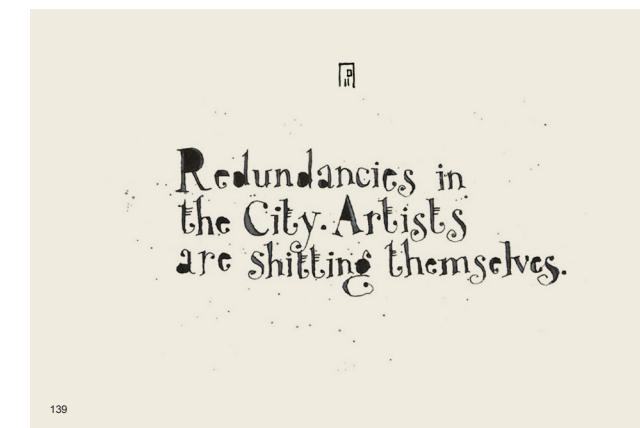 Redundancies in
the City. Artists
are shitting themselves.
139